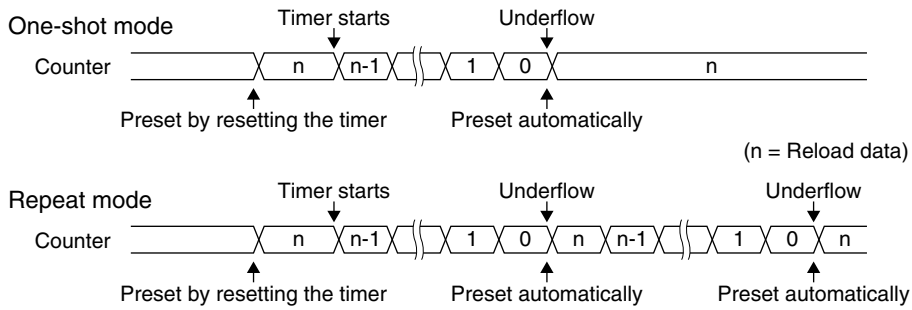 One-shot mode
Timer starts Underflow
Counter n n-1 1 0 n
Preset by resetting the timer Preset automatically
(n = Reload data)
Repeat mode
Timer starts Underflow Underflow
Counter n n-1 1 0 n n-1 1 0 n
Preset by resetting the timer Preset automatically Preset automatically